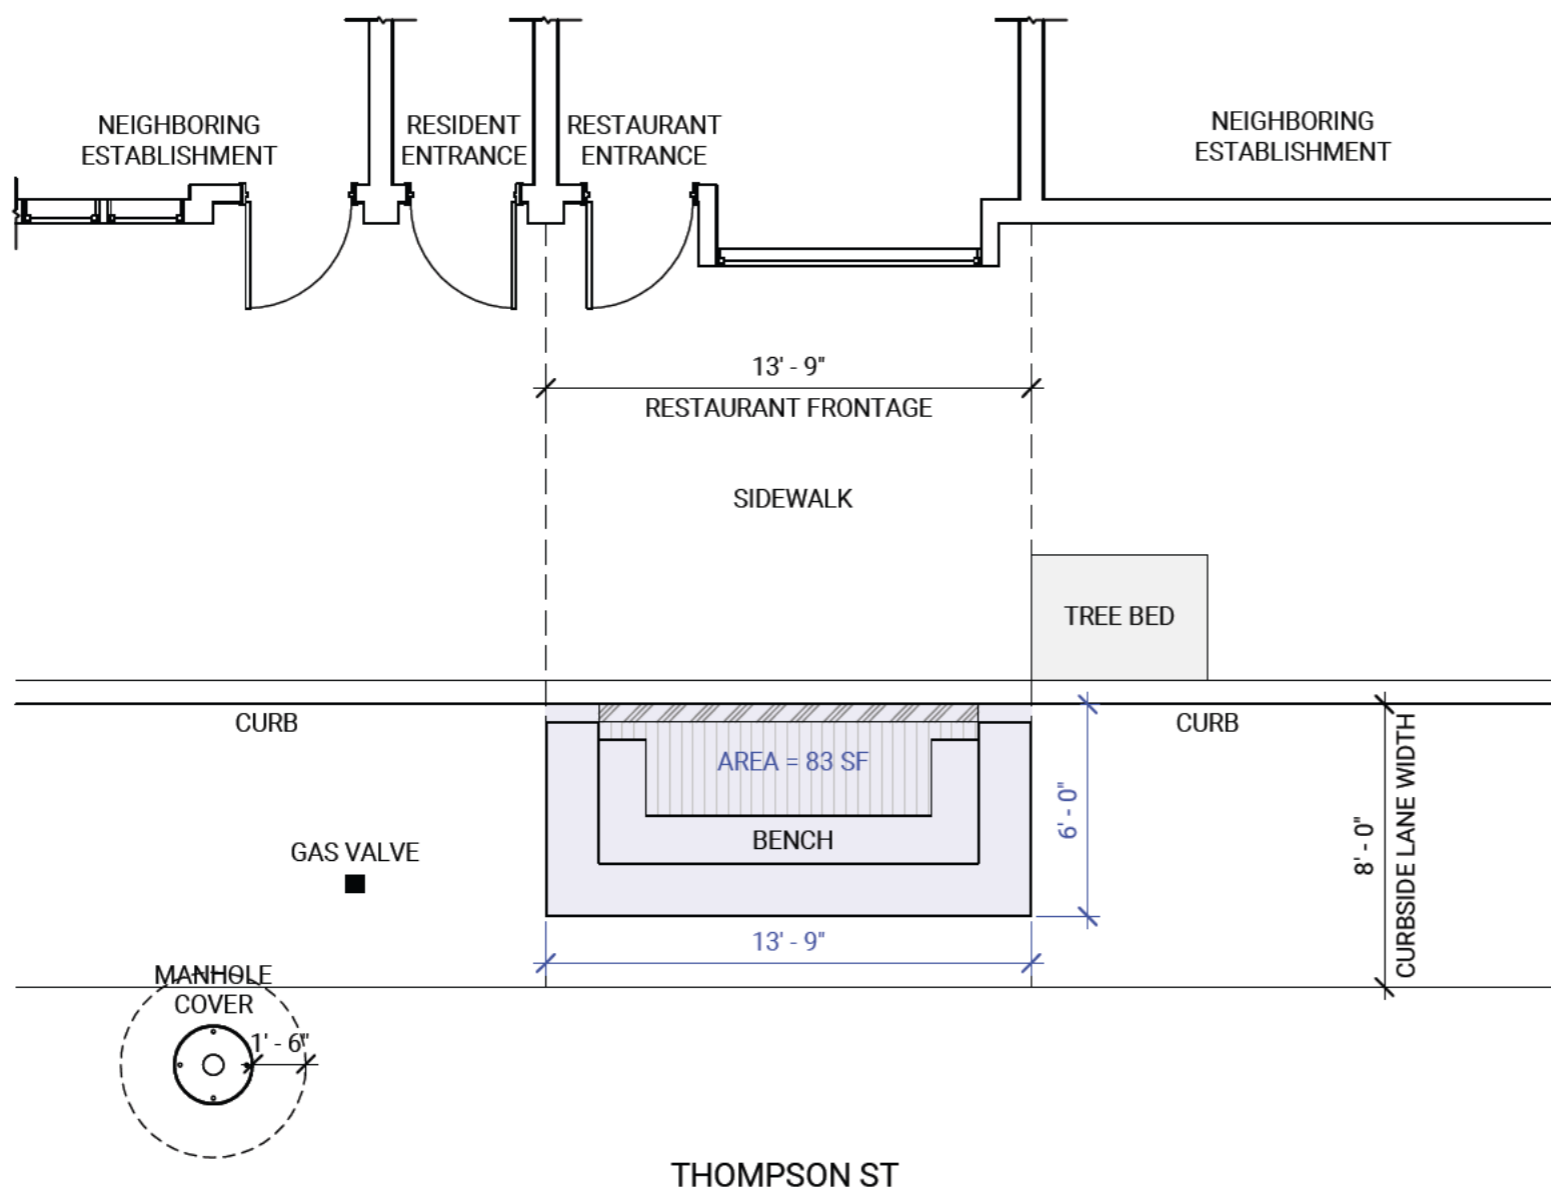 NEIGHBORING
ESTABLISHMENT
RESIDENT
ENTRANCE
RESTAURANT
ENTRANCE
NEIGHBORING
ESTABLISHMENT
13' - 9"
RESTAURANT FRONTAGE
SIDEWALK
TREE BED
CURB
CURB
AREA = 83 SF
BENCH
6' - 0"
8' - 0"
CURBSIDE LANE WIDTH
GAS VALVE
13' - 9"
MANHOLE
COVER
1' - 6"
THOMPSON ST